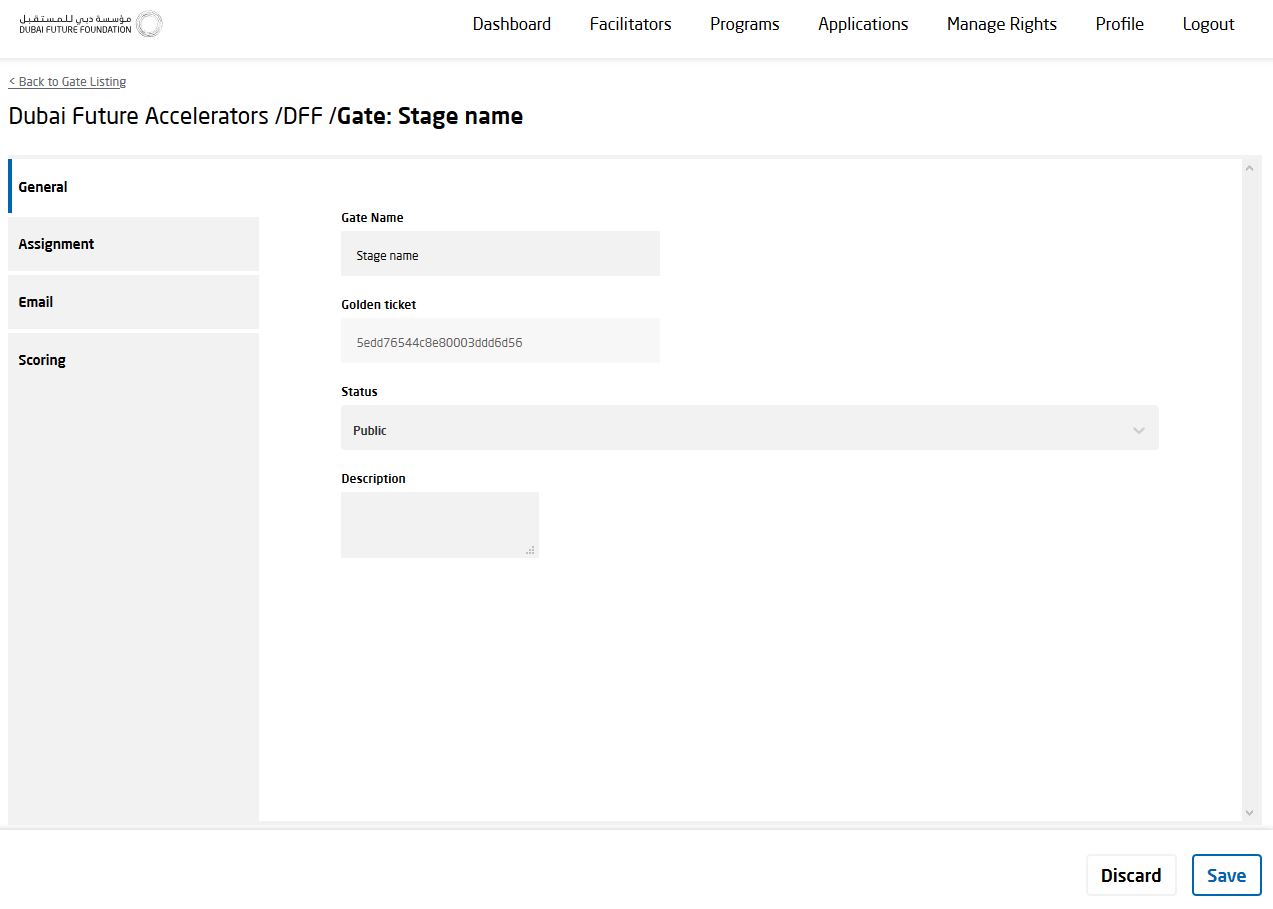 مؤسسة دبي للمستقبل
DUBAI FUTURE FOUNDATION
Dashboard Facilitators Programs Applications Manage Rights Profile Logout
< Back to Gate Listing
Dubai Future Accelerators /DFF /Gate: Stage name
General
Assignment
Email
Scoring
Gate Name
Stage name
Golden ticket
5edd76544c8e80003ddd6d56
Status
Public
Description
Discard Save